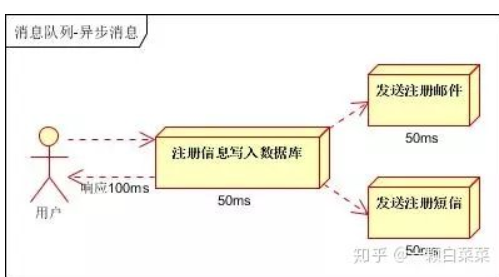 消息队列-异步消息
发送注册邮件
50ms
注册信息写入数据库
响应100ms
50ms
用户
发送注册短信
50ms
知乎 @一颗白菜菜